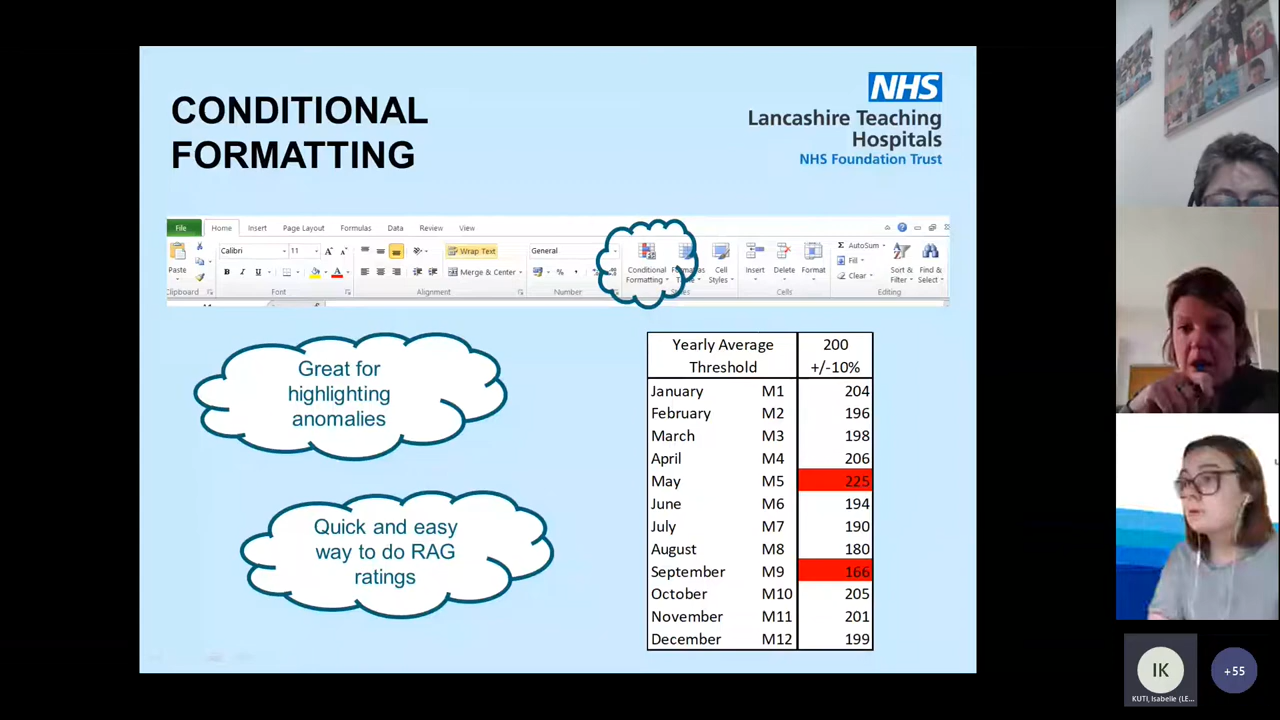 CONDITIONAL
FORMATTING
NHS
Lancashire Teaching
Hospitals
NHS Foundation Trust
File Home Insert Page Layout Formulas Data Review View
Calibri 11 A A Wrap Text General AutoSum
Paste B I U Merge & Center % , Conditional Formatting Cell Styles Insert Delete Format Fill Clear Sort & Filter Find & Select
Clipboard Font Alignment Number Cells Editing
Great for
highlighting
anomalies
Quick and easy
way to do RAG
ratings
Yearly Average 200
Threshold +/-10%
January M1 204
February M2 196
March M3 198
April M4 206
May M5 225
June M6 194
July M7 190
August M8 180
September M9 166
October M10 205
November M11 201
December M12 199
IK
+55
KUTI, Isabelle (LE...